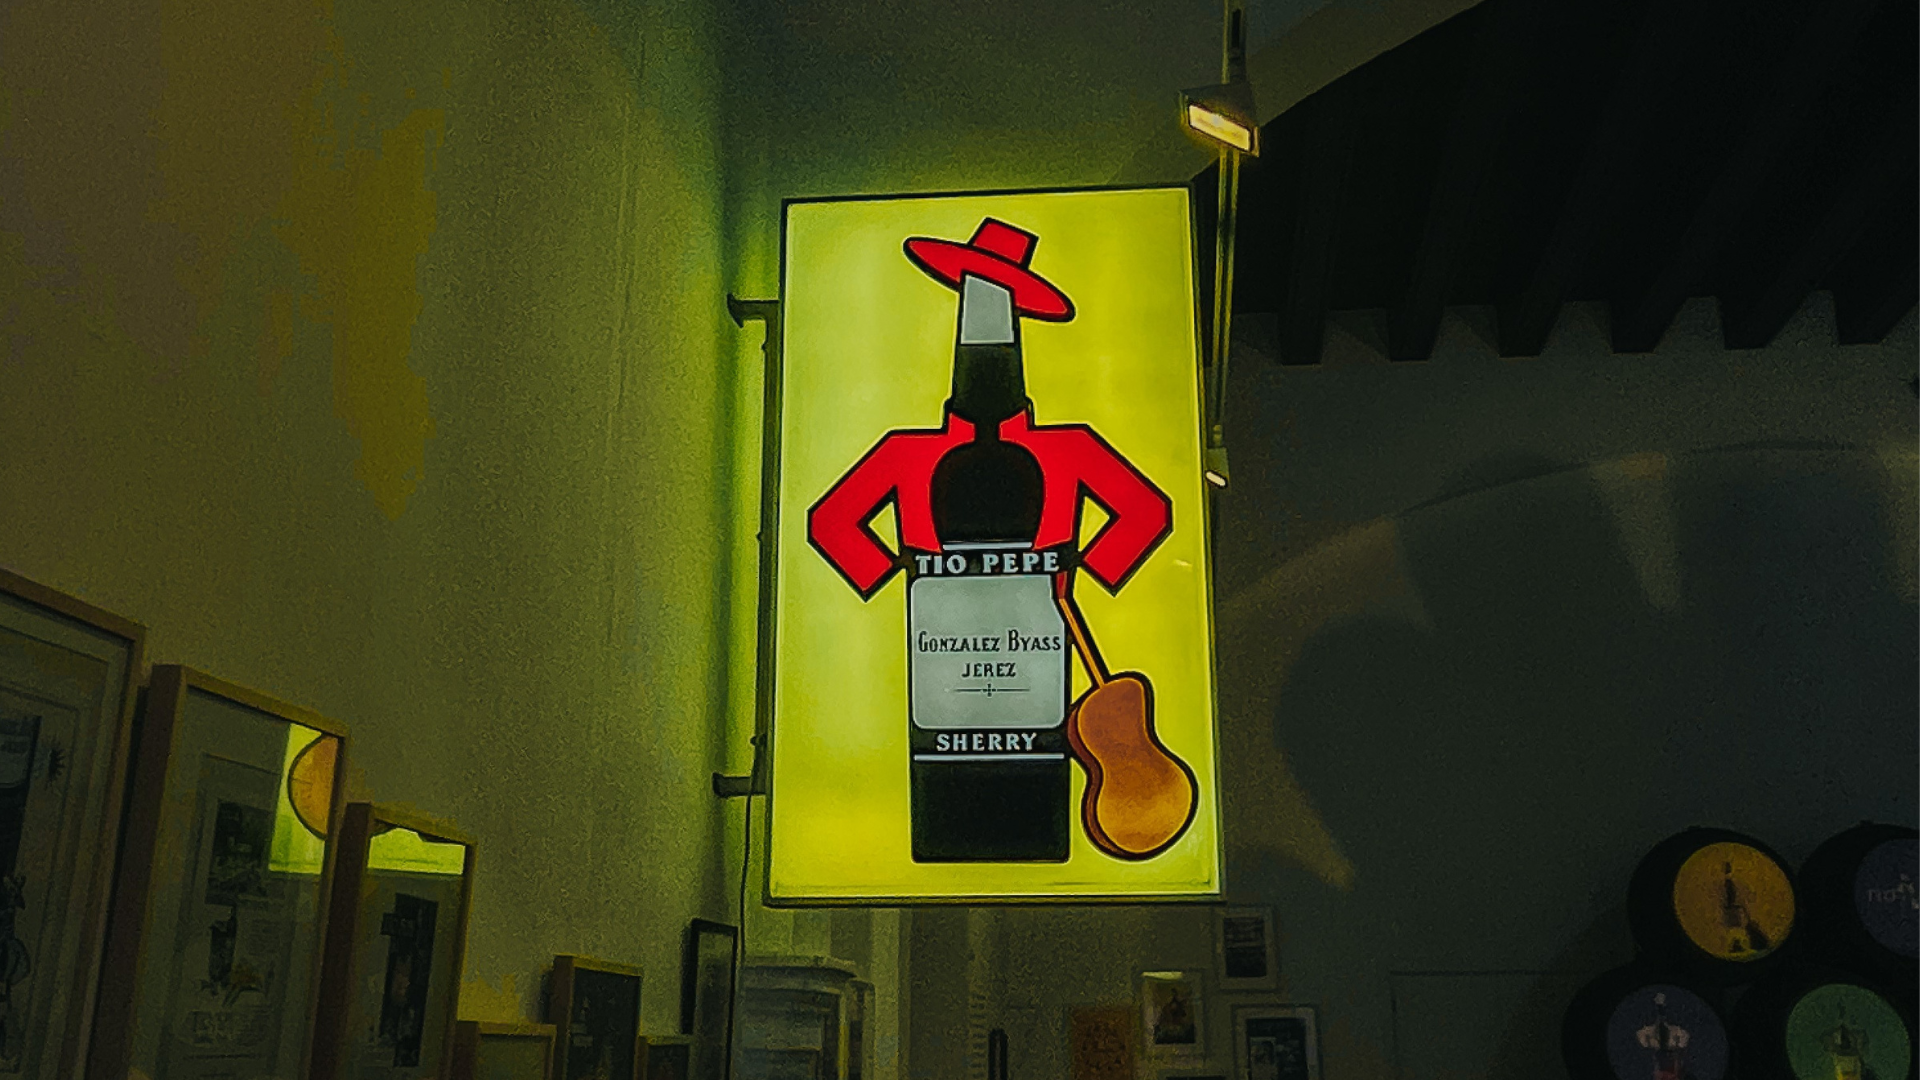 TIO PEPE
GONZALEZ BYASS
JEREZ
SHERRY